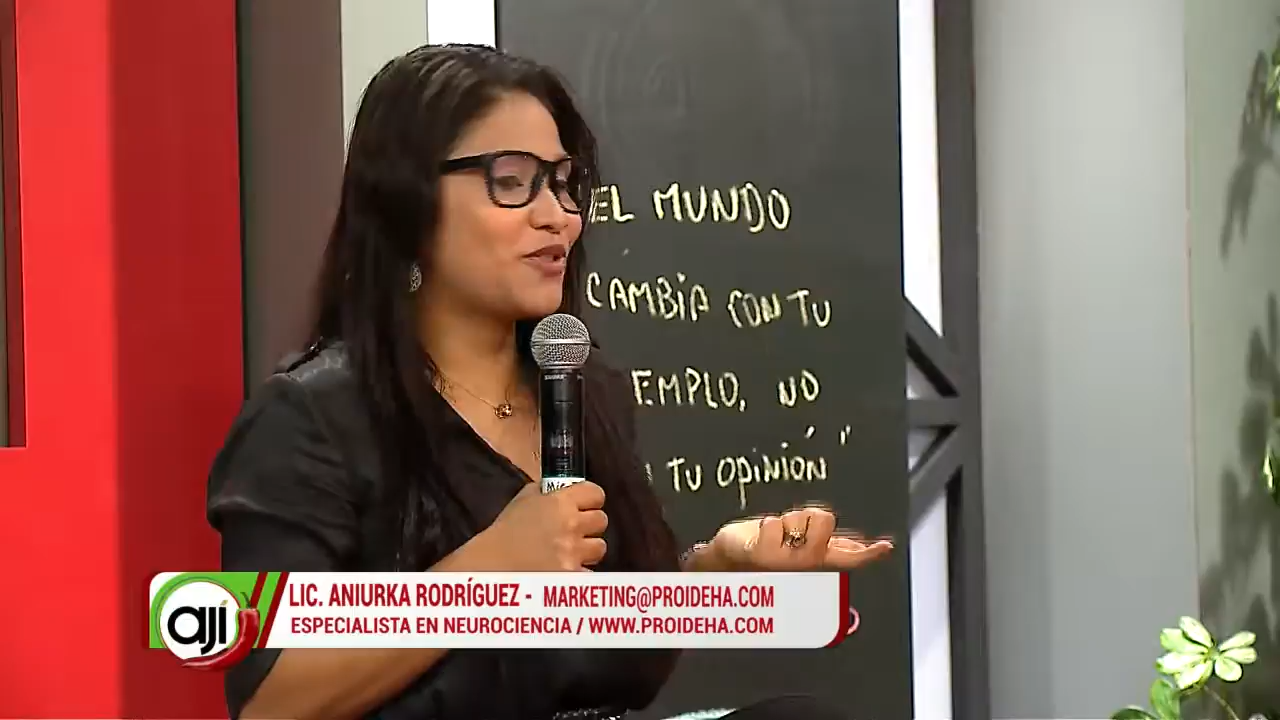 EL MUNDO
CAMBIA CON TU
EMPLO, NO
TU OPINIÓN"
LIC. ANIURKA RODRÍGUEZ - MARKETING@PROIDEHA.COM
ESPECIALISTA EN NEUROCIENCIA / WWW.PROIDEHA.COM
ají